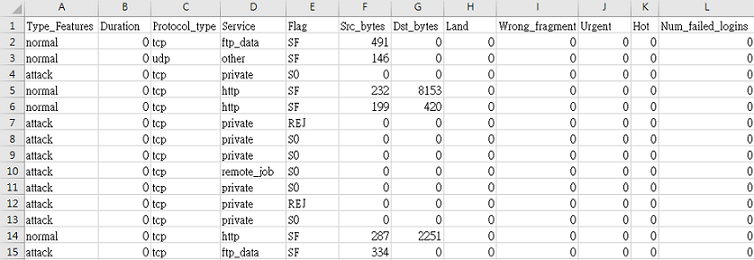 A B C D E F G H I J K L
1 Type_Features Duration Protocol_type Service Flag Src_bytes Dst_bytes Land Wrong_fragment Urgent Hot Num_failed_logins
2 normal 0 tcp ftp_data SF 491 0 0 0 0 0 0
3 normal 0 udp other SF 146 0 0 0 0 0 0
4 attack 0 tcp private S0 0 0 0 0 0 0 0
5 normal 0 tcp http SF 232 8153 0 0 0 0 0
6 normal 0 tcp http SF 199 420 0 0 0 0 0
7 attack 0 tcp private REJ 0 0 0 0 0 0 0
8 attack 0 tcp private S0 0 0 0 0 0 0 0
9 attack 0 tcp private S0 0 0 0 0 0 0 0
10 attack 0 tcp remote_job S0 0 0 0 0 0 0 0
11 attack 0 tcp private S0 0 0 0 0 0 0 0
12 attack 0 tcp private REJ 0 0 0 0 0 0 0
13 attack 0 tcp private S0 0 0 0 0 0 0 0
14 normal 0 tcp http SF 287 2251 0 0 0 0 0
15 attack 0 tcp ftp_data SF 334 0 0 0 0 0 0